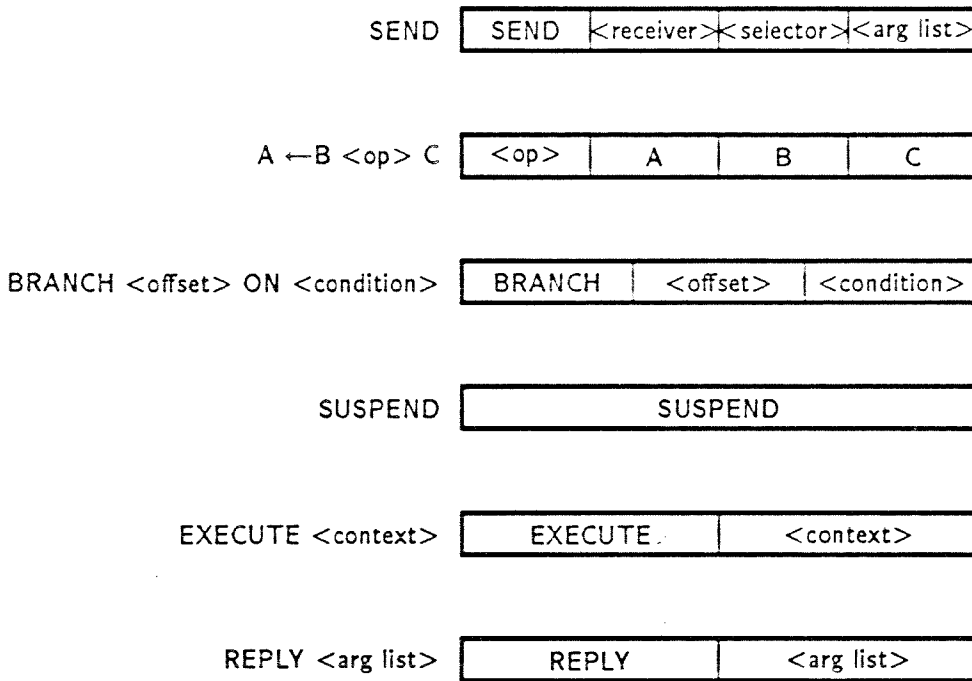 SEND SEND <receiver> <selector> <arg list>
A ←B <op> C <op> A B C
BRANCH <offset> ON <condition> BRANCH <offset> <condition>
SUSPEND SUSPEND
EXECUTE <context> EXECUTE <context>
REPLY <arg list> REPLY <arg list>